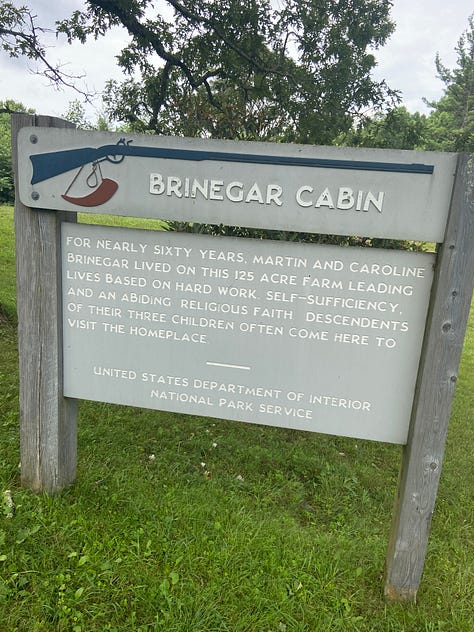 BRINEGAR CABIN
FOR NEARLY SIXTY YEARS, MARTIN AND CAROLINE
BRINEGAR LIVED ON THIS 125 ACRE FARM LEADING
LIVES BASED ON HARD WORK, SELF-SUFFICIENCY,
AND AN ABIDING RELIGIOUS FAITH DESCENDENTS
OF THEIR THREE CHILDREN OFTEN COME HERE TO
VISIT THE HOMEPLACE
UNITED STATES DEPARTMENT OF INTERIOR
NATIONAL PARK SERVICE